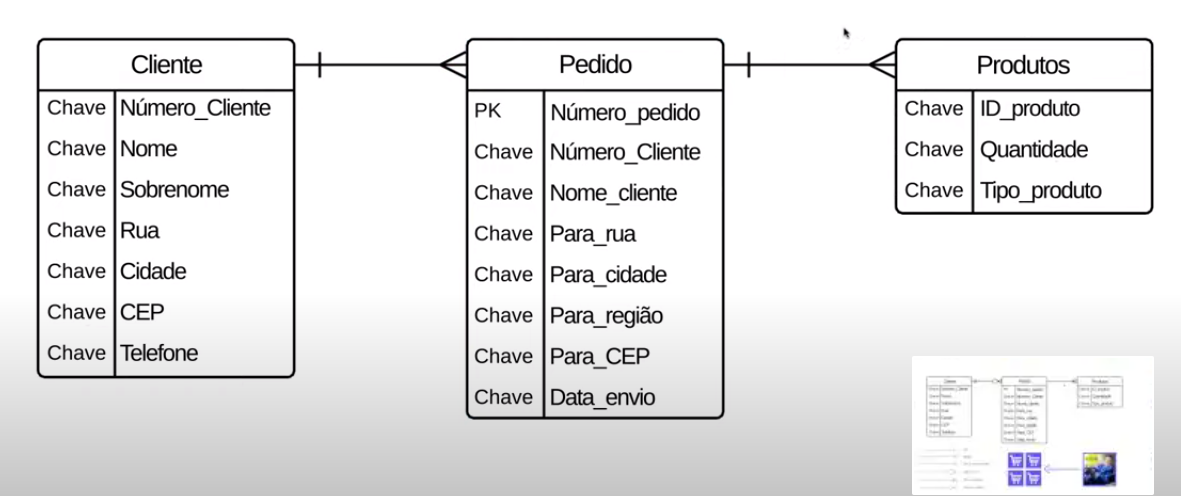 Cliente
Chave Número_Cliente
Chave Nome
Chave Sobrenome
Chave Rua
Chave Cidade
Chave CEP
Chave Telefone
Pedido
PK Número_pedido
Chave Número_Cliente
Chave Nome_cliente
Chave Para_rua
Chave Para_cidade
Chave Para_região
Chave Para_CEP
Chave Data_envio
Produtos
Chave ID_produto
Chave Quantidade
Chave Tipo_produto